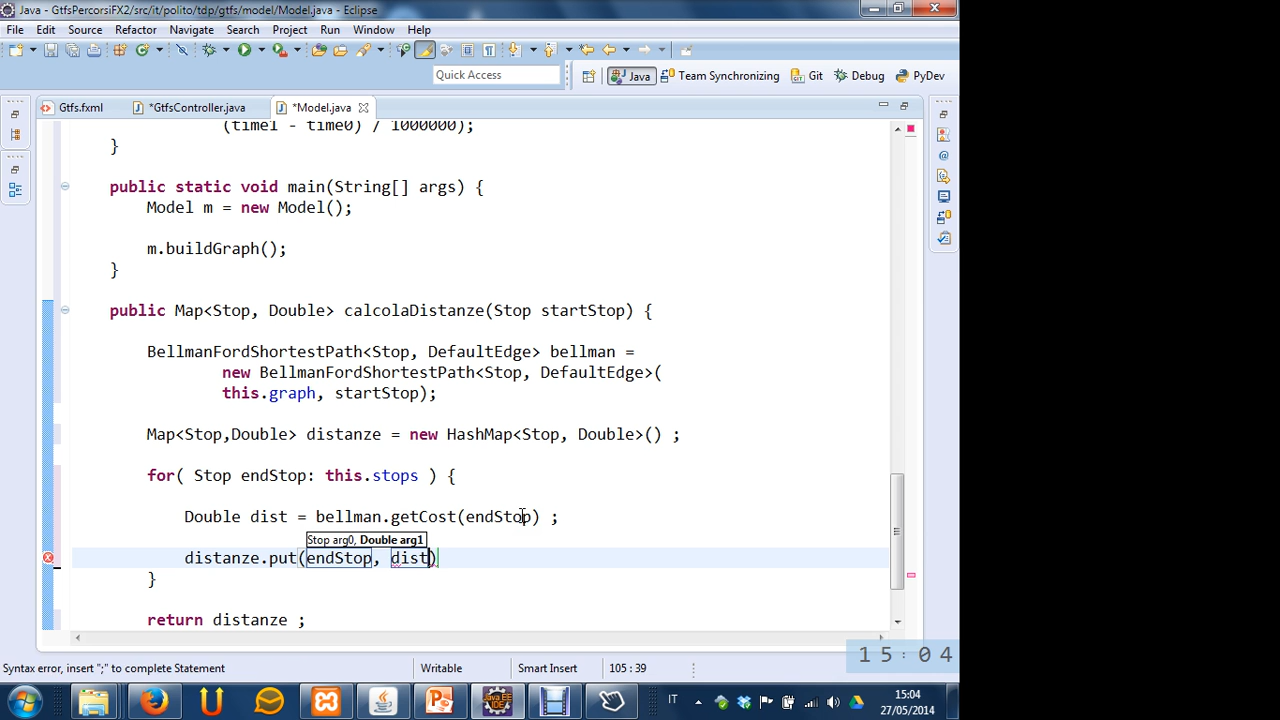 Java - GtfsPercorsiFX2/src/it/polito/tdp/gtfs/model/Model.java - Eclipse
File Edit Source Refactor Navigate Search Project Run Window Help
Quick Access
Java Team Synchronizing Git Debug PyDev
Gtfs.fxml *GtfsController.java *Model.java
(time1 - time0) / 1000000);
}
public static void main(String[] args) {
Model m = new Model();
m.buildGraph();
}
public Map<Stop, Double> calcolaDistanze(Stop startStop) {
BellmanFordShortestPath<Stop, DefaultEdge> bellman =
new BellmanFordShortestPath<Stop, DefaultEdge>(
this.graph, startStop);
Map<Stop,Double> distanze = new HashMap<Stop, Double>() ;
for( Stop endStop: this.stops ) {
Double dist = bellman.getCost(endStop) ;
Stop arg0, Double arg1
distanze.put(endStop, dist)
}
return distanze ;
15:04
Syntax error, insert ";" to complete Statement Writable Smart Insert 105 : 39
IT 15:04
27/05/2014